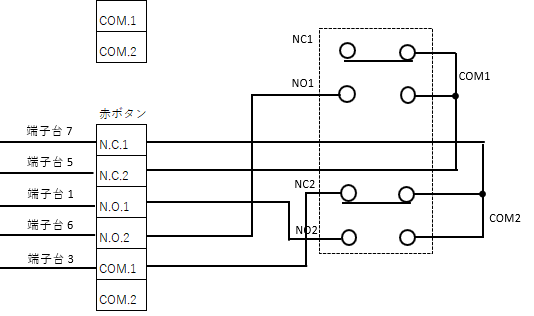 COM.1
COM.2
赤ボタン
端子台 7
N.C.1
端子台 5
N.C.2
端子台 1
N.O.1
端子台 6
N.O.2
端子台 3
COM.1
COM.2
NC1
COM1
NO1
NC2
COM2
NO2